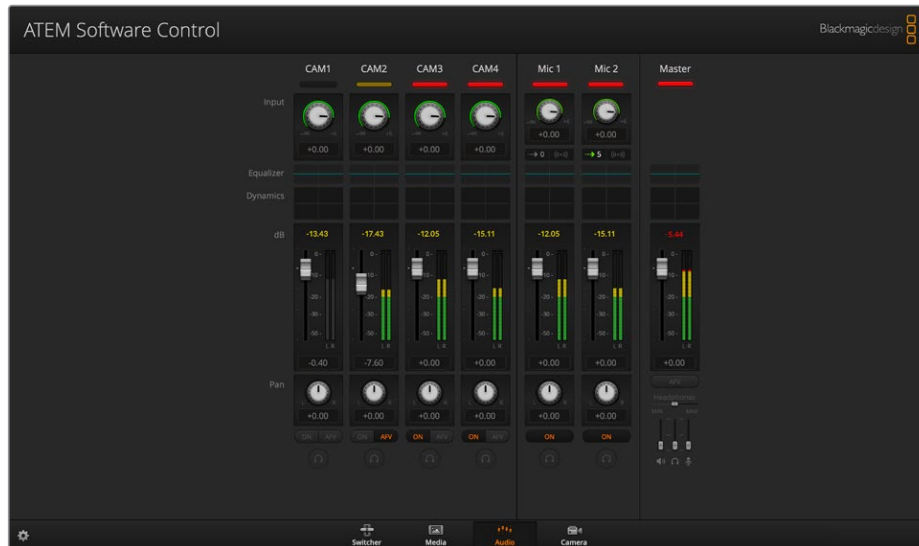 ATEM Software Control
Blackmagicdesign
CAM1 CAM2 CAM3 CAM4 Mic 1 Mic 2 Master
Input
+0.00 +0.00 +0.00 +0.00 +0.00 +0.00
0 5
Equalizer
Dynamics
dB -13.43 -17.43 -12.05 -15.11 -12.05 -15.11 -5.44
-0.40 -7.60 +0.00 +0.00 +0.00 +0.00 +0.00
Pan
L R L R L R L R L R L R
+0.00 +0.00 +0.00 +0.00 +0.00 +0.00
AFV
Headphones
MIN MAX
ON AFV ON AFV ON AFV ON AFV ON ON
Switcher Media Audio Camera